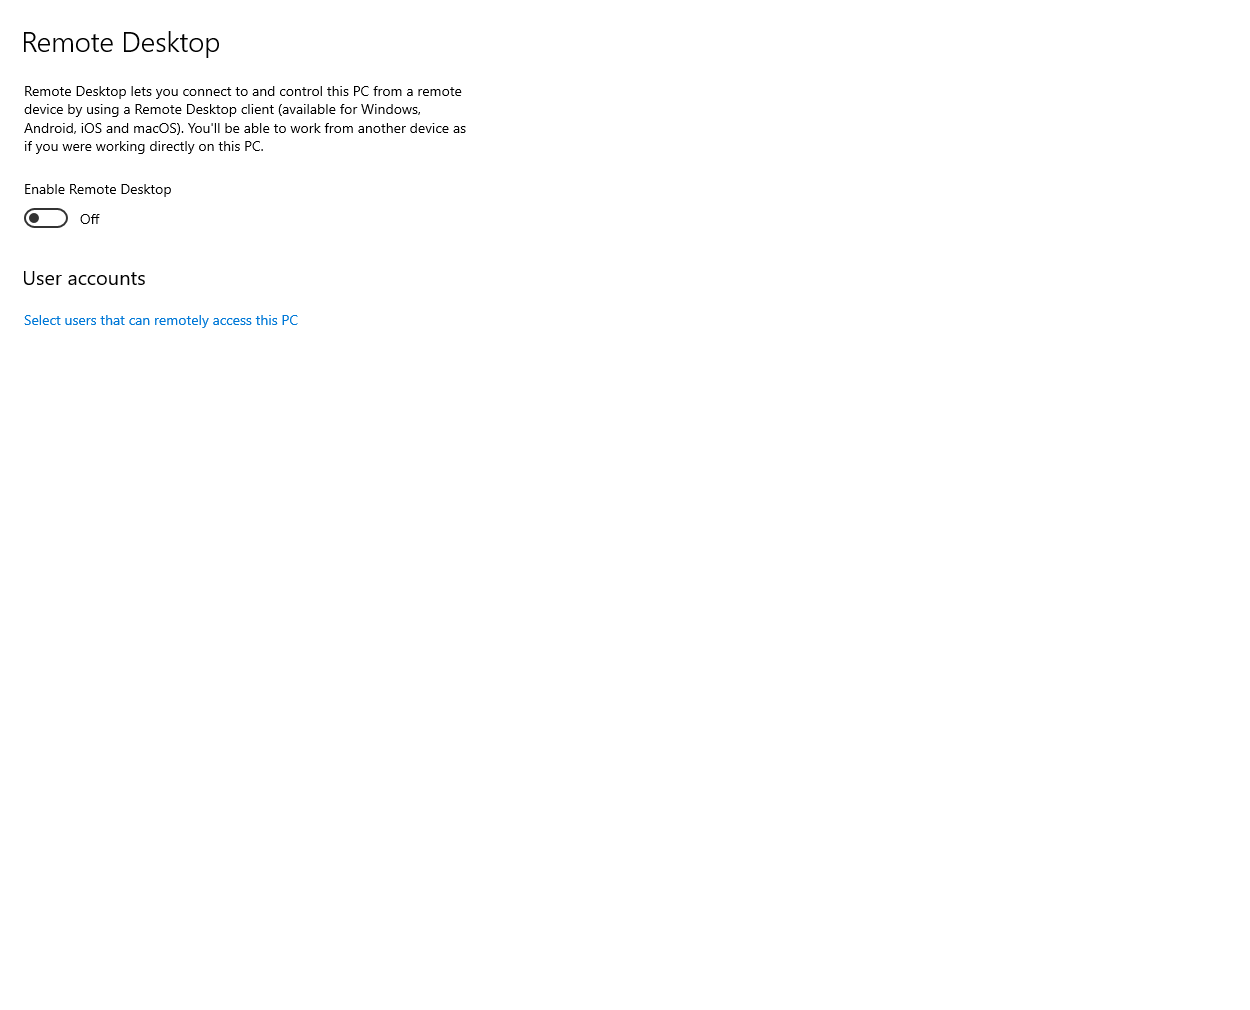 Remote Desktop
Remote Desktop lets you connect to and control this PC from a remote
device by using a Remote Desktop client (available for Windows,
Android, iOS and macOS). You'll be able to work from another device as
if you were working directly on this PC.
Enable Remote Desktop
Off
User accounts
Select users that can remotely access this PC